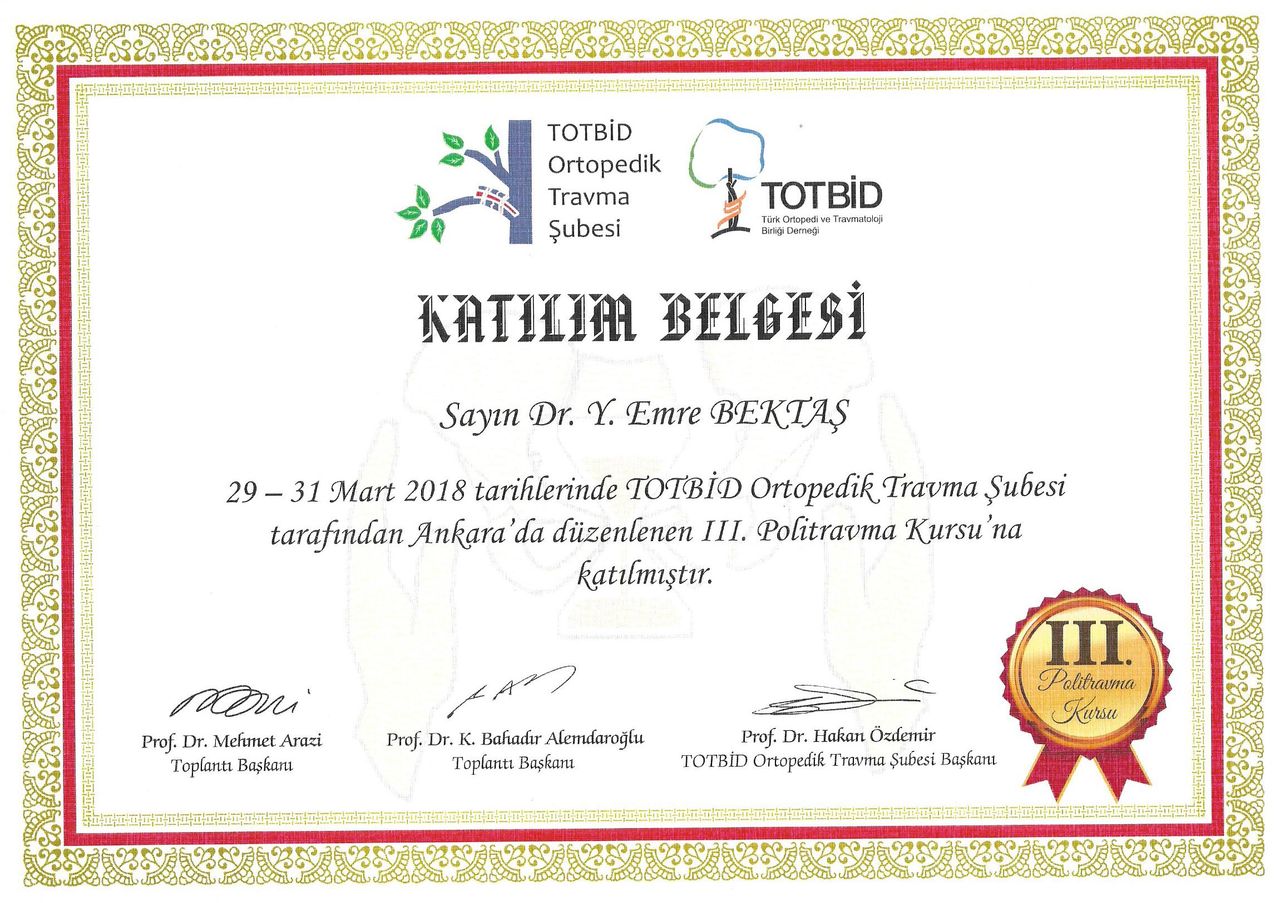 TOTBİD
Ortopedik
Travma
Şubesi
TOTBİD
Türk Ortopedi ve Travmatoloji
Birliği Derneği
KATILIM BELGESİ
Sayın Dr. Y. Emre BEKTAŞ
29 – 31 Mart 2018 tarihlerinde TOTBİD Ortopedik Travma Şubesi
tarafından Ankara'da düzenlenen III. Politravma Kursu'na
katılmıştır.
III.
Politravma
Kursu
Prof. Dr. Mehmet Arazi
Toplantı Başkanı
Prof. Dr. K. Bahadır Alemdaroğlu
Toplantı Başkanı
Prof. Dr. Hakan Özdemir
TOTBİD Ortopedik Travma Şubesi Başkanı